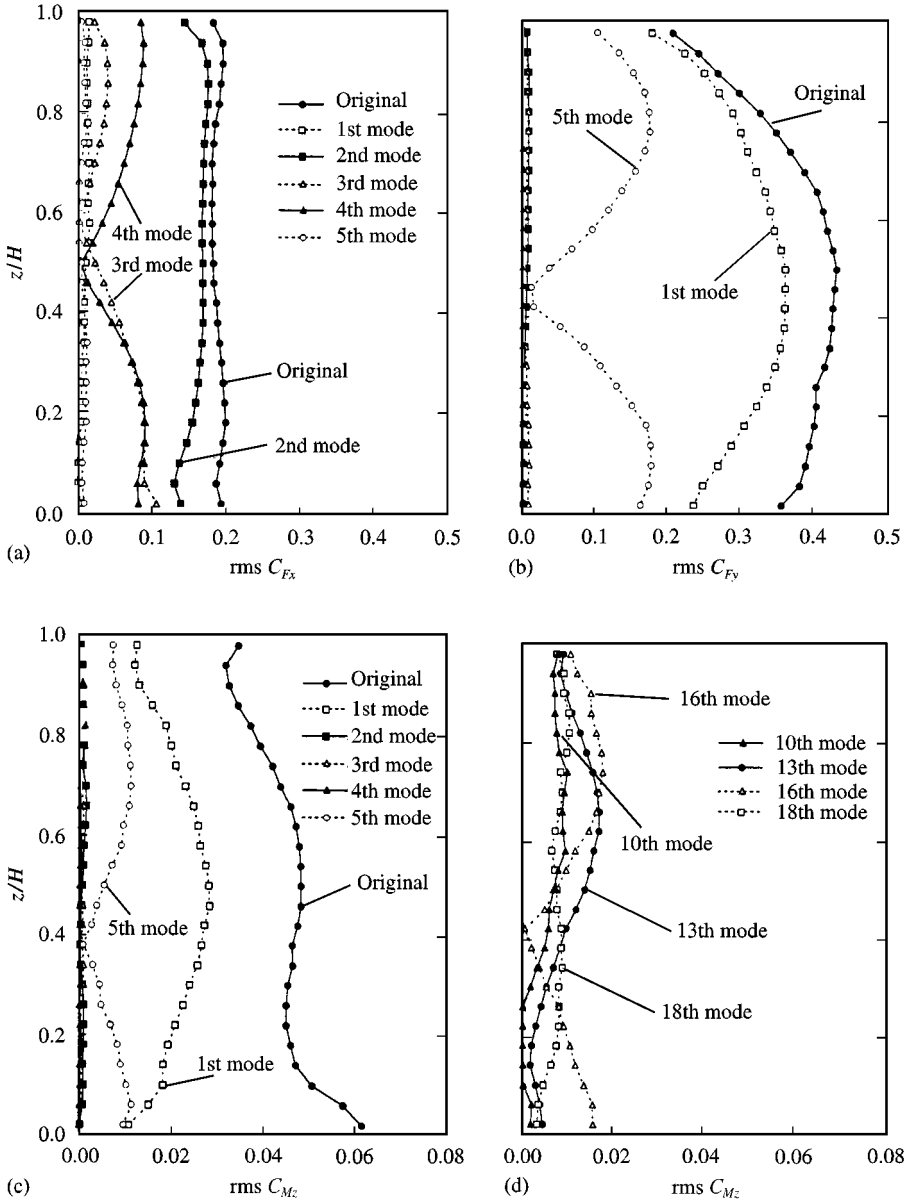 1.0
0.8
0.6
0.4
0.2
0.0
z/H
Original
1st mode
2nd mode
3rd mode
4th mode
5th mode
4th mode
3rd mode
Original
2nd mode
0.0 0.1 0.2 0.3 0.4 0.5
(a)
rms C_Fx
5th mode
Original
1st mode
0.0 0.1 0.2 0.3 0.4 0.5
(b)
rms C_Fy
1.0
0.8
0.6
0.4
0.2
0.0
z/H
Original
1st mode
2nd mode
3rd mode
4th mode
5th mode
Original
5th mode
1st mode
0.00 0.02 0.04 0.06 0.08
(c)
rms C_Mz
16th mode
10th mode
13th mode
16th mode
18th mode
10th mode
13th mode
18th mode
0.00 0.02 0.04 0.06 0.08
(d)
rms C_Mz